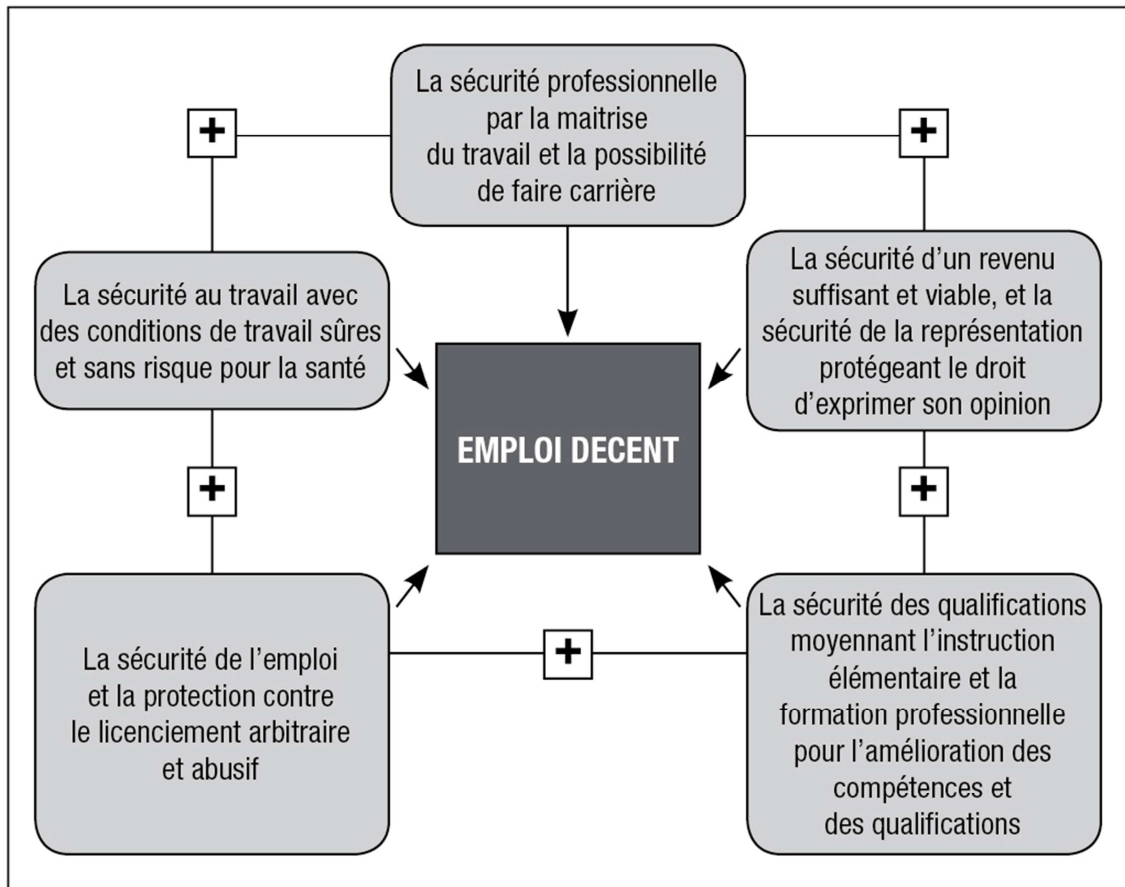 La sécurité professionnelle
par la maitrise
du travail et la possibilité
de faire carrière
+
+
La sécurité au travail avec
des conditions de travail sûres
et sans risque pour la santé
La sécurité d’un revenu
suffisant et viable, et la
sécurité de la représentation
protégeant le droit
d’exprimer son opinion
EMPLOI DECENT
+
+
La sécurité de l’emploi
et la protection contre
le licenciement arbitraire
et abusif
+
La sécurité des qualifications
moyennant l’instruction
élémentaire et la
formation professionnelle
pour l’amélioration des
compétences et
des qualifications